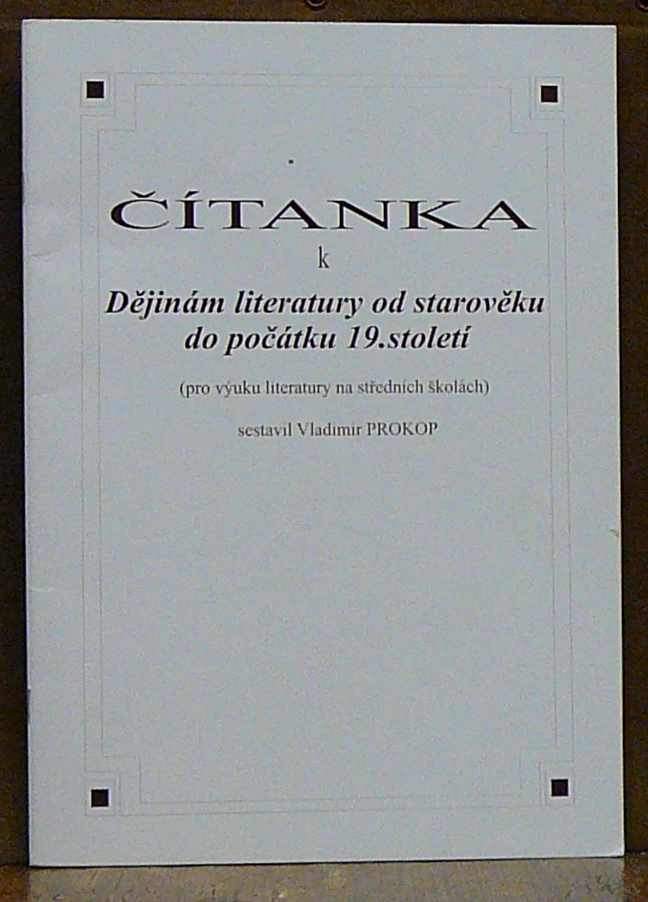 ČÍTANKA
k
Dějinám literatury od starověku
do počátku 19.století
(pro výuku literatury na středních školách)
sestavil Vladimír PROKOP